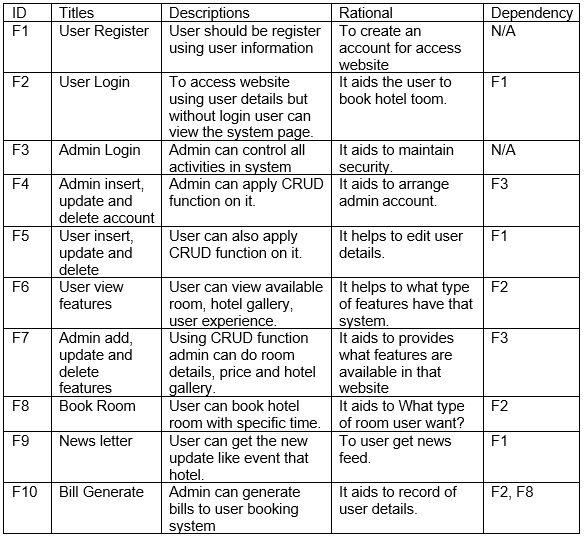 ID Titles Descriptions Rational Dependency
F1 User Register User should be register To create an N/A
using user information account for access
website
F2 User Login To access website It aids the user to F1
using user details but book hotel toom.
without login user can
view the system page.
F3 Admin Login Admin can control all It aids to maintain N/A
activities in system security.
F4 Admin insert, Admin can apply CRUD It aids to arrange F3
update and function on it. admin account.
delete account
F5 User insert, User can also apply It helps to edit user F1
update and CRUD function on it. details.
delete
F6 User view User can view available It helps to what type F2
features room, hotel gallery, of features have that
user experience. system.
F7 Admin add, Using CRUD function It aids to provides F3
update and admin can do room what features are
delete details, price and hotel available in that
features gallery. website
F8 Book Room User can book hotel It aids to What type F2
room with specific time. of room user want?
F9 News letter User can get the new To user get news F1
update like event that feed.
hotel.
F10 Bill Generate Admin can generate It aids to record of F2, F8
bills to user booking user details.
system